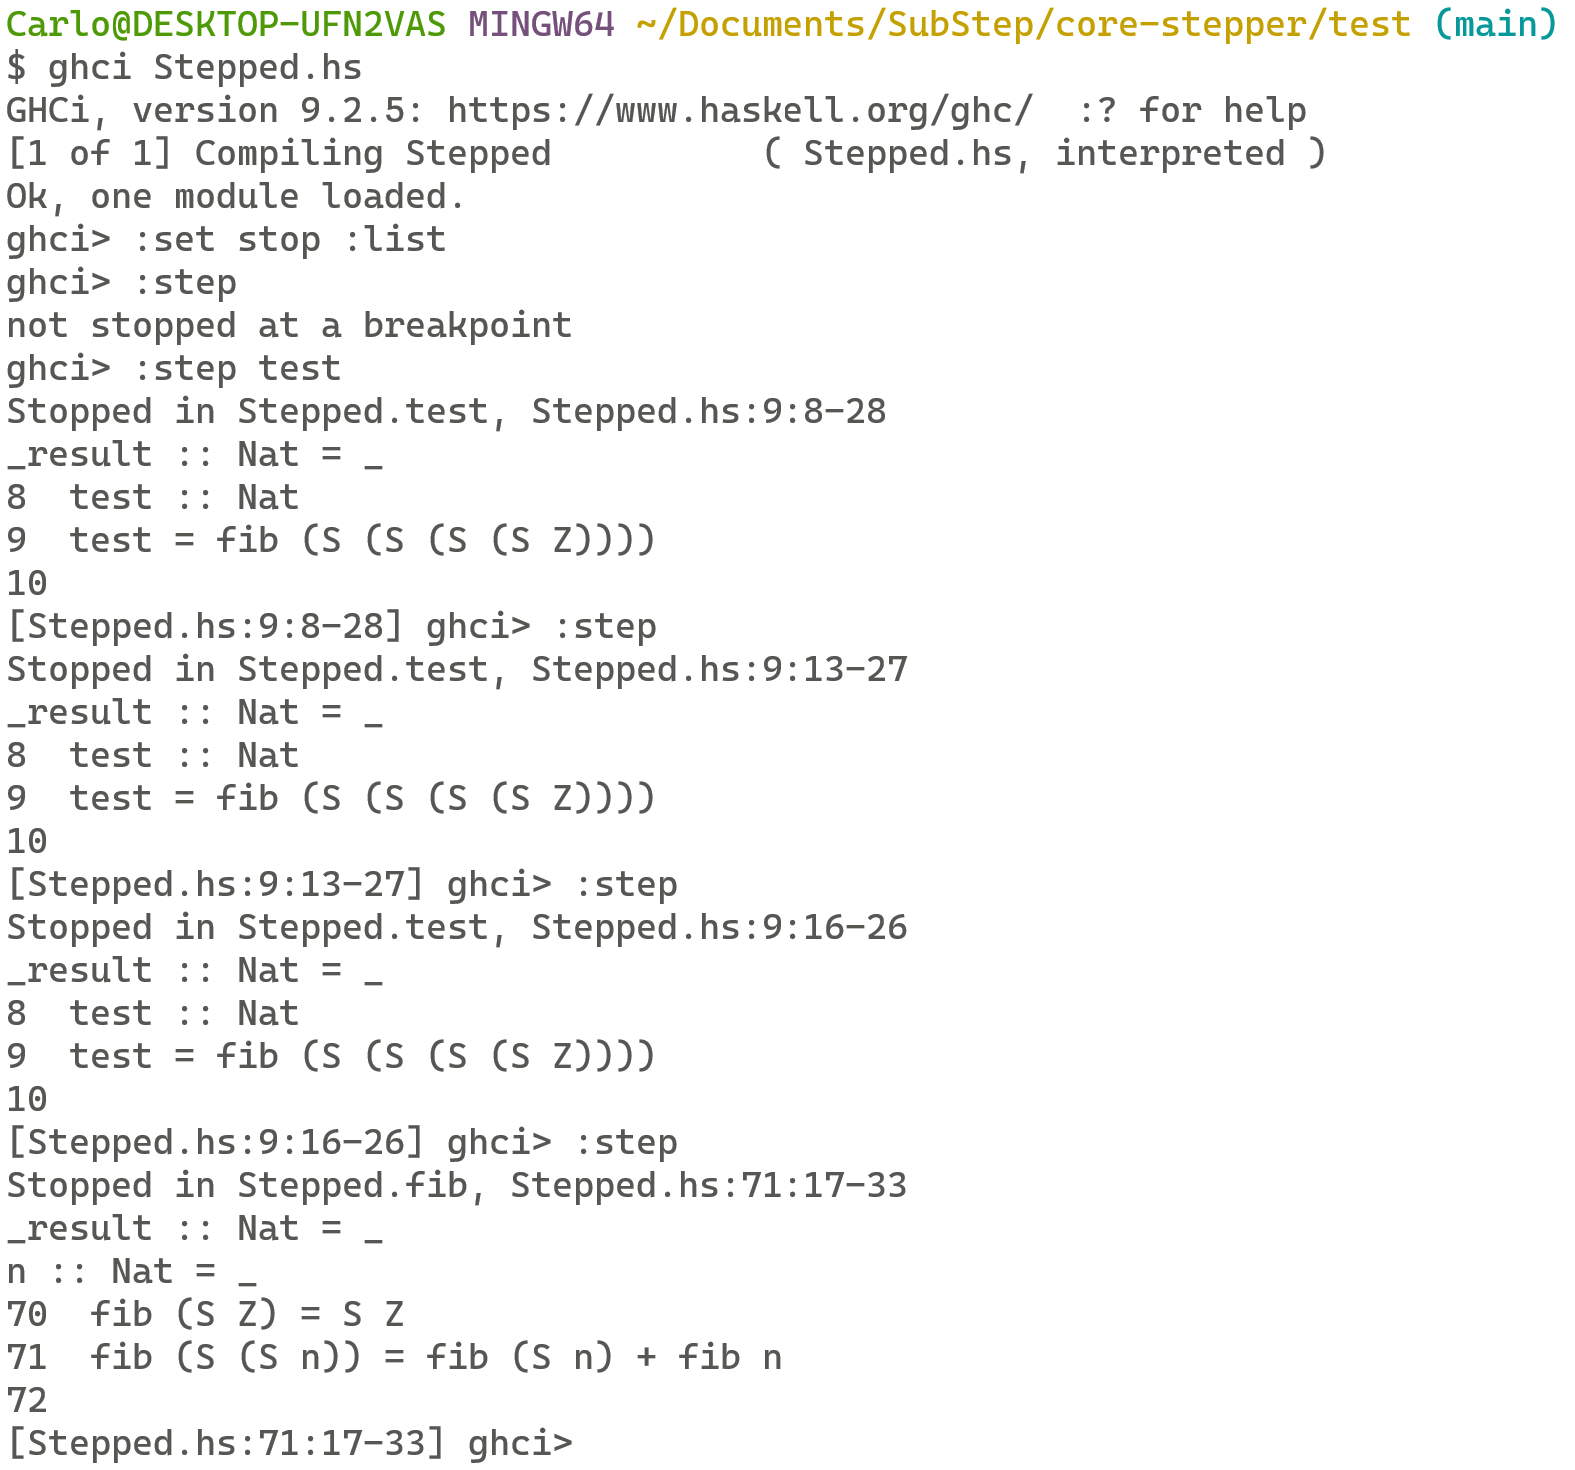 Carlo@DESKTOP-UFN2VAS MINGW64 ~/Documents/SubStep/core-stepper/test (main)
$ ghci Stepped.hs
GHCi, version 9.2.5: https://www.haskell.org/ghc/  :? for help
[1 of 1] Compiling Stepped          ( Stepped.hs, interpreted )
Ok, one module loaded.
ghci> :set stop :list
ghci> :step
not stopped at a breakpoint
ghci> :step test
Stopped in Stepped.test, Stepped.hs:9:8-28
_result :: Nat = _
8  test :: Nat
9  test = fib (S (S (S (S Z))))
10
[Stepped.hs:9:8-28] ghci> :step
Stopped in Stepped.test, Stepped.hs:9:13-27
_result :: Nat = _
8  test :: Nat
9  test = fib (S (S (S (S Z))))
10
[Stepped.hs:9:13-27] ghci> :step
Stopped in Stepped.test, Stepped.hs:9:16-26
_result :: Nat = _
8  test :: Nat
9  test = fib (S (S (S (S Z))))
10
[Stepped.hs:9:16-26] ghci> :step
Stopped in Stepped.fib, Stepped.hs:71:17-33
_result :: Nat = _
n :: Nat = _
70  fib (S Z) = S Z
71  fib (S (S n)) = fib (S n) + fib n
72
[Stepped.hs:71:17-33] ghci>